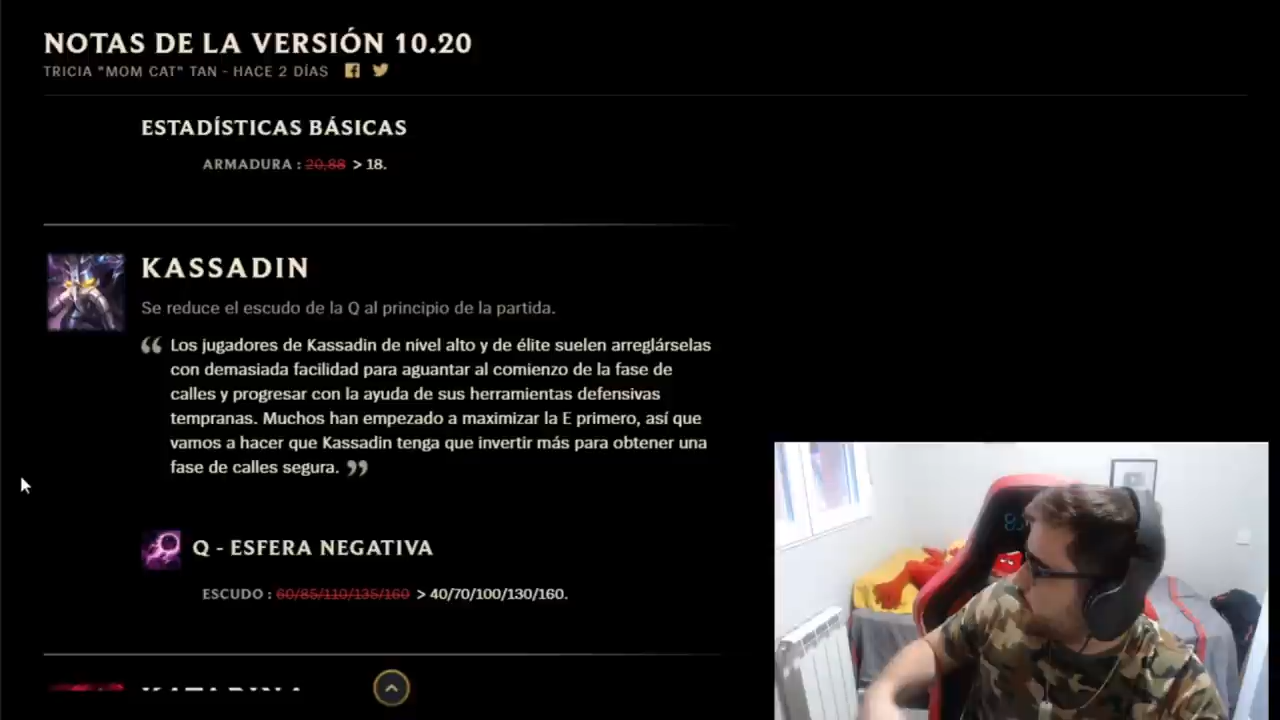 NOTAS DE LA VERSIÓN 10.20
TRICIA "MOM CAT" TAN - HACE 2 DÍAS
ESTADÍSTICAS BÁSICAS
ARMADURA : 20,88 > 18.
KASSADIN
Se reduce el escudo de la Q al principio de la partida.
Los jugadores de Kassadin de nivel alto y de élite suelen arreglárselas
con demasiada facilidad para aguantar al comienzo de la fase de
calles y progresar con la ayuda de sus herramientas defensivas
tempranas. Muchos han empezado a maximizar la E primero, así que
vamos a hacer que Kassadin tenga que invertir más para obtener una
fase de calles segura.
Q - ESFERA NEGATIVA
ESCUDO : 60/85/110/135/160 > 40/70/100/130/160.